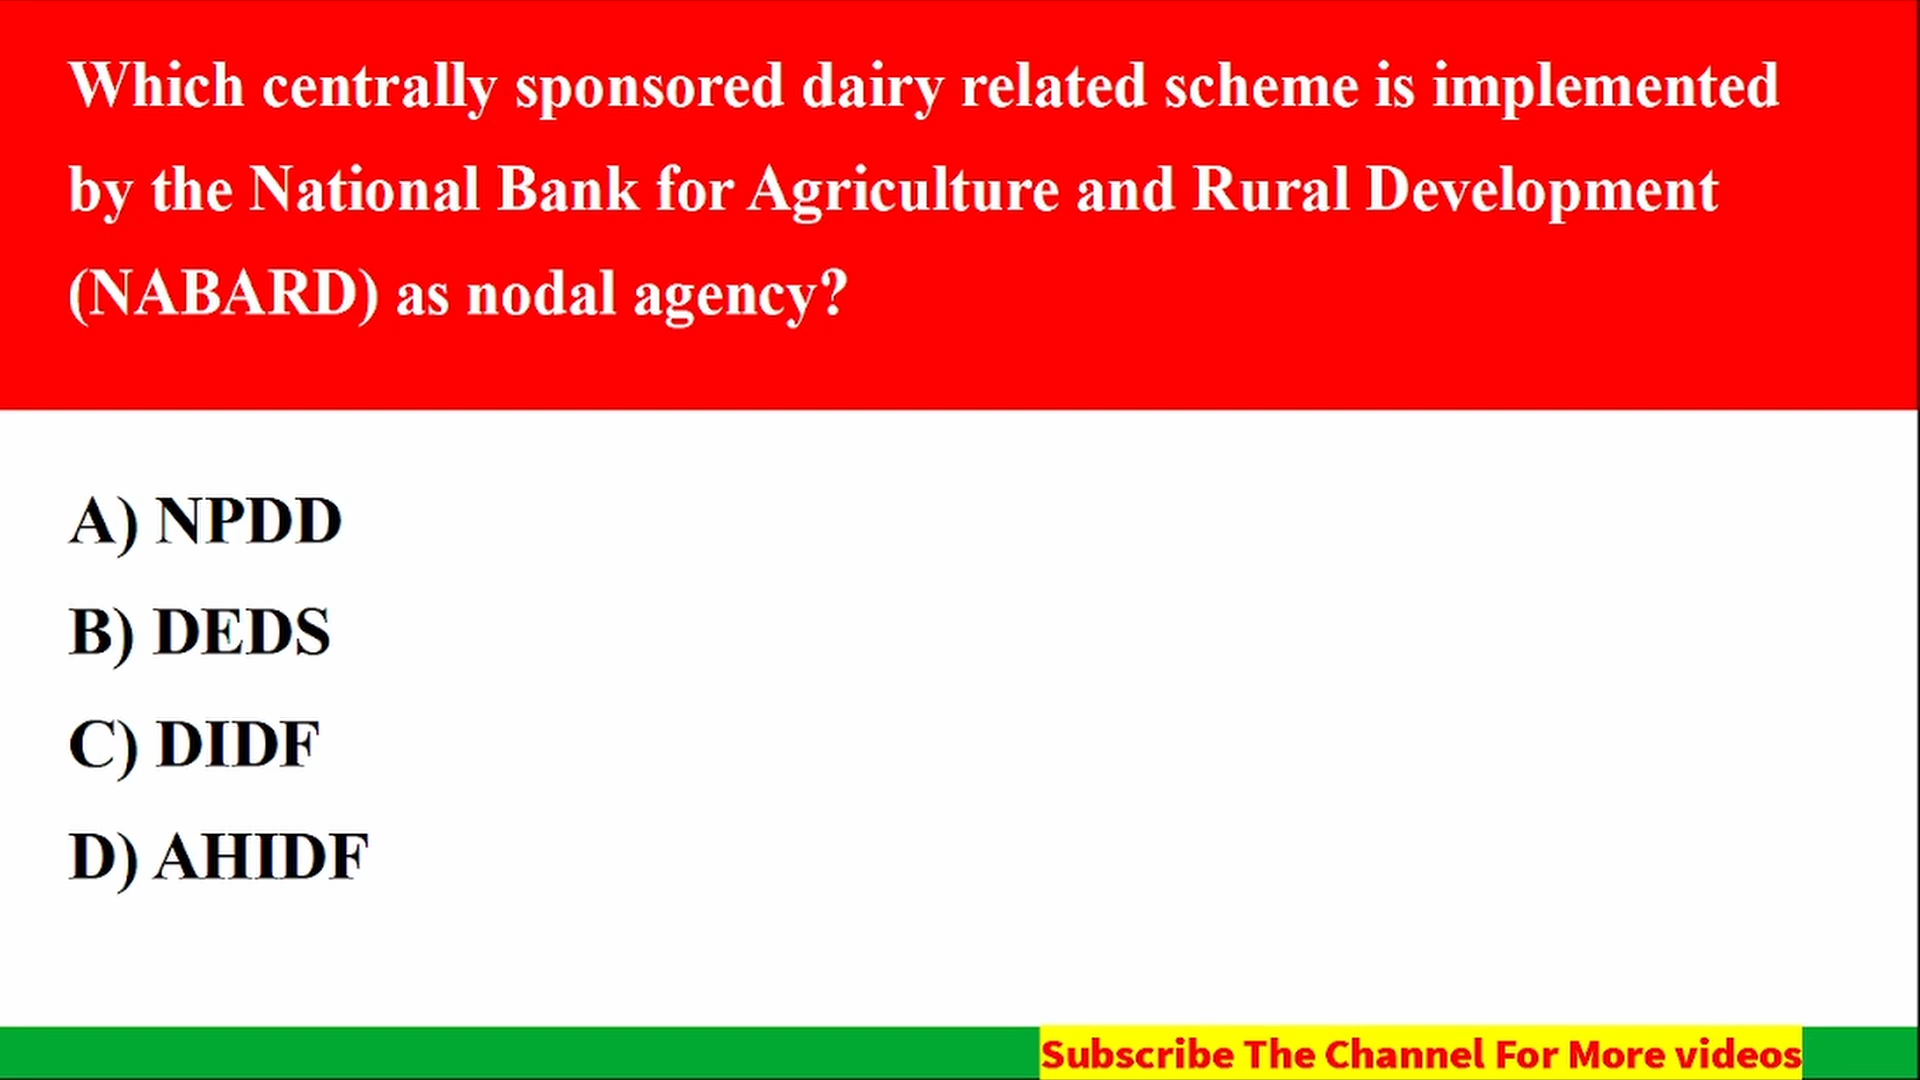 Which centrally sponsored dairy related scheme is implemented
by the National Bank for Agriculture and Rural Development
(NABARD) as nodal agency?
A) NPDD
B) DEDS
C) DIDF
D) AHIDF
Subscribe The Channel For More videos